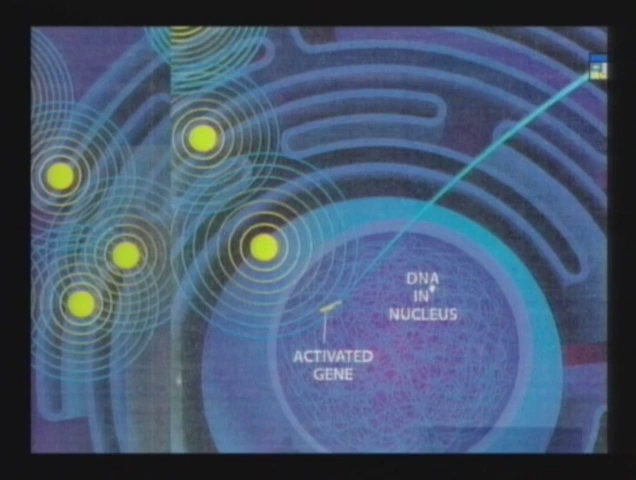 DNA
IN
NUCLEUS
ACTIVATED
GENE